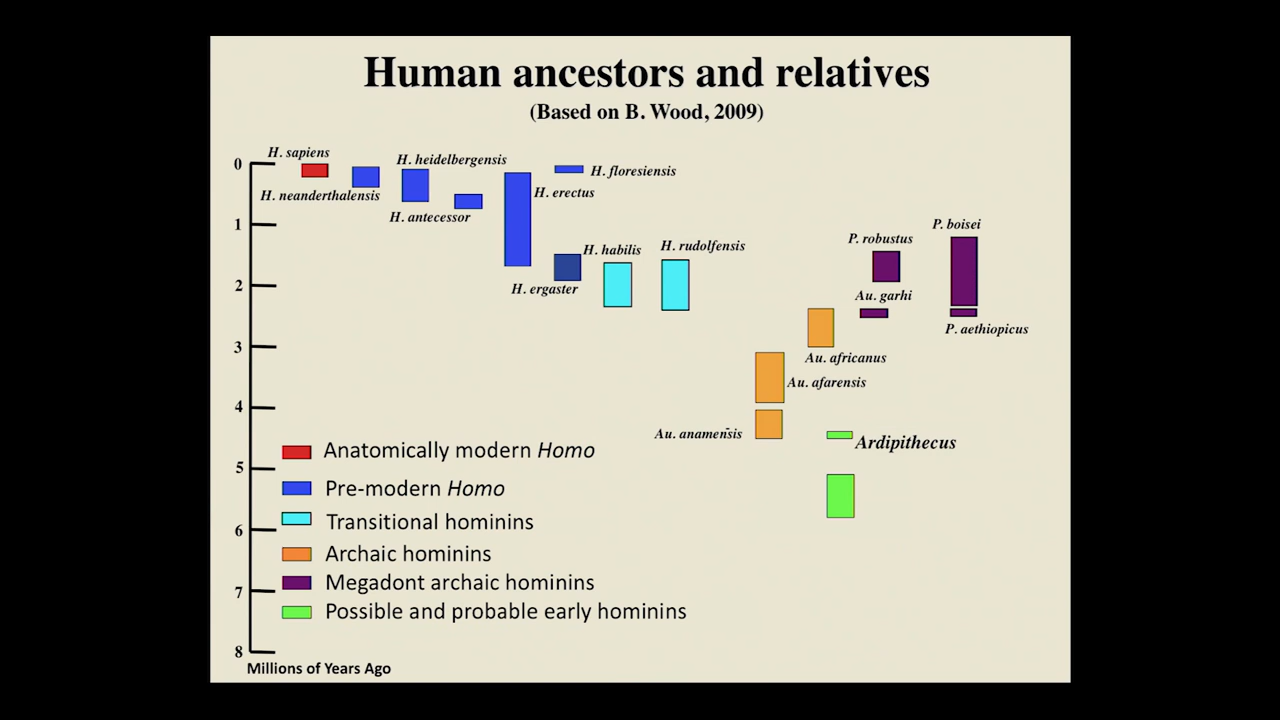 Human ancestors and relatives
(Based on B. Wood, 2009)
H. sapiens
H. heidelbergensis
0
H. floresiensis
H. neanderthalensis
H. erectus
H. antecessor
1
P. boisei
P. robustus
H. habilis
H. rudolfensis
2
H. ergaster
Au. garhi
P. aethiopicus
3
Au. africanus
Au. afarensis
4
Au. anamensis
Ardipithecus
Anatomically modern Homo
5
Pre-modern Homo
Transitional hominins
6
Archaic hominins
Megadont archaic hominins
7
Possible and probable early hominins
8
Millions of Years Ago